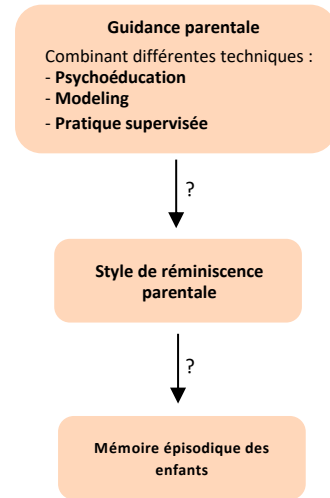 Guidance parentale
Combinant différentes techniques :
- Psychoéducation
- Modeling
- Pratique supervisée
?
Style de réminiscence
parentale
?
Mémoire épisodique des
enfants